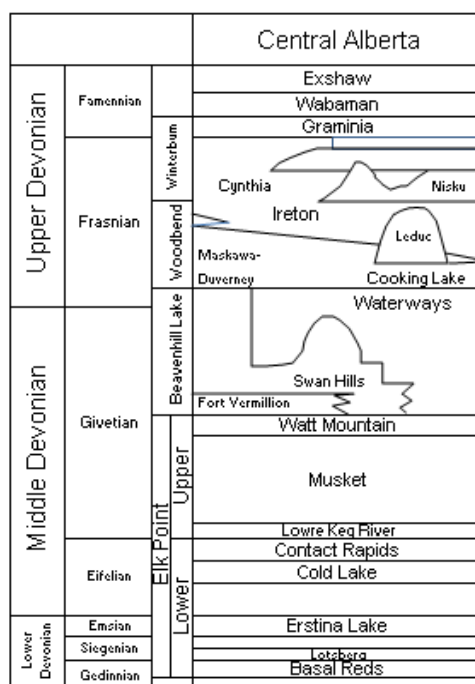 Central Alberta
Upper Devonian
Middle Devonian
Lower
Devonian
Famennian
Frasnian
Givetian
Eifelian
Emsian
Siegenian
Gedinnian
Winterburn
Woodbend
Beavenhill Lake
Elk Point
Upper
Lower
Exshaw
Wabaman
Graminia
Cynthia
Nisku
Ireton
Leduc
Maskawa-
Duverney
Cooking Lake
Waterways
Swan Hills
Fort Vermillion
Watt Mountain
Musket
Lowre Keg River
Contact Rapids
Cold Lake
Erstina Lake
Lotsberg
Basal Reds